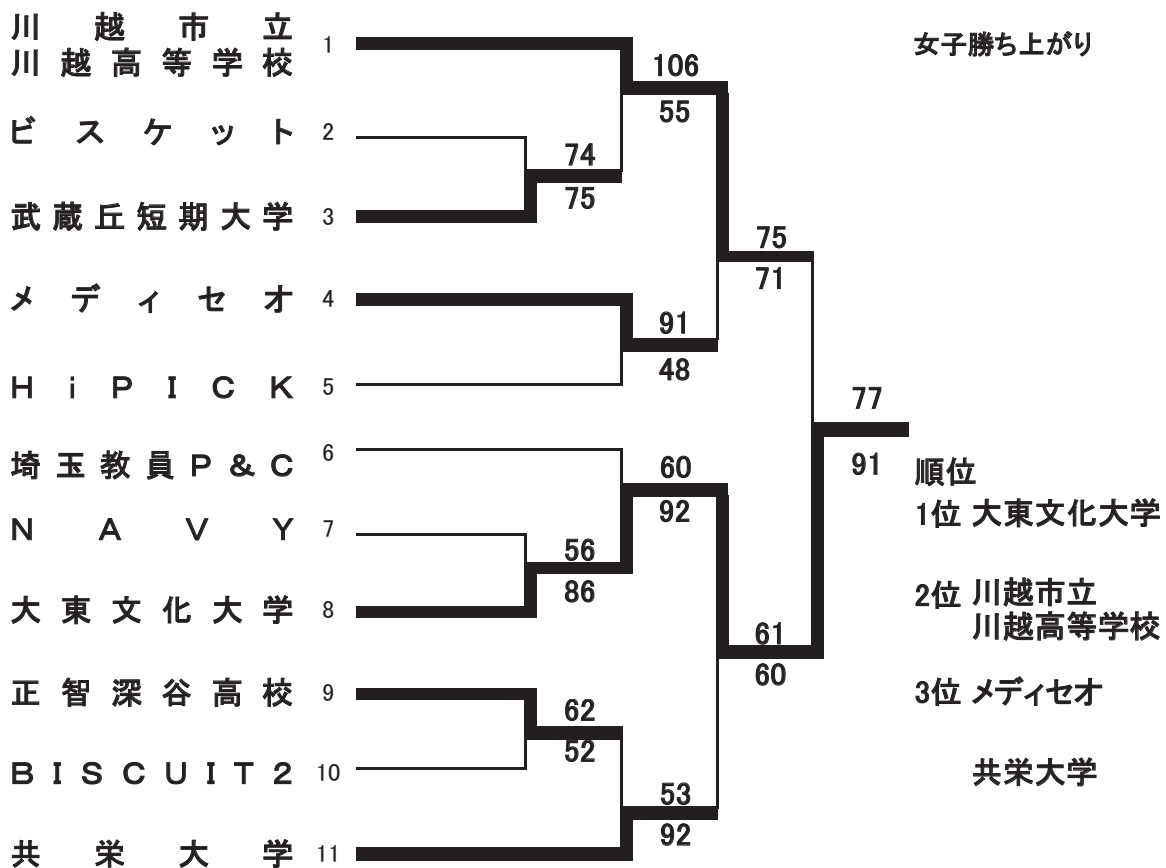 川越市立
川越高等学校 1
ビスケット 2
武蔵丘短期大学 3
メディセオ 4
HiPICK 5
埼玉教員P&C 6
NAVY 7
大東文化大学 8
正智深谷高校 9
BISCUIT2 10
共栄大学 11
106
55
74
75
91
48
60
92
56
86
62
52
53
92
75
71
61
60
77
91
女子勝ち上がり
順位
1位 大東文化大学
2位 川越市立
川越高等学校
3位 メディセオ
共栄大学